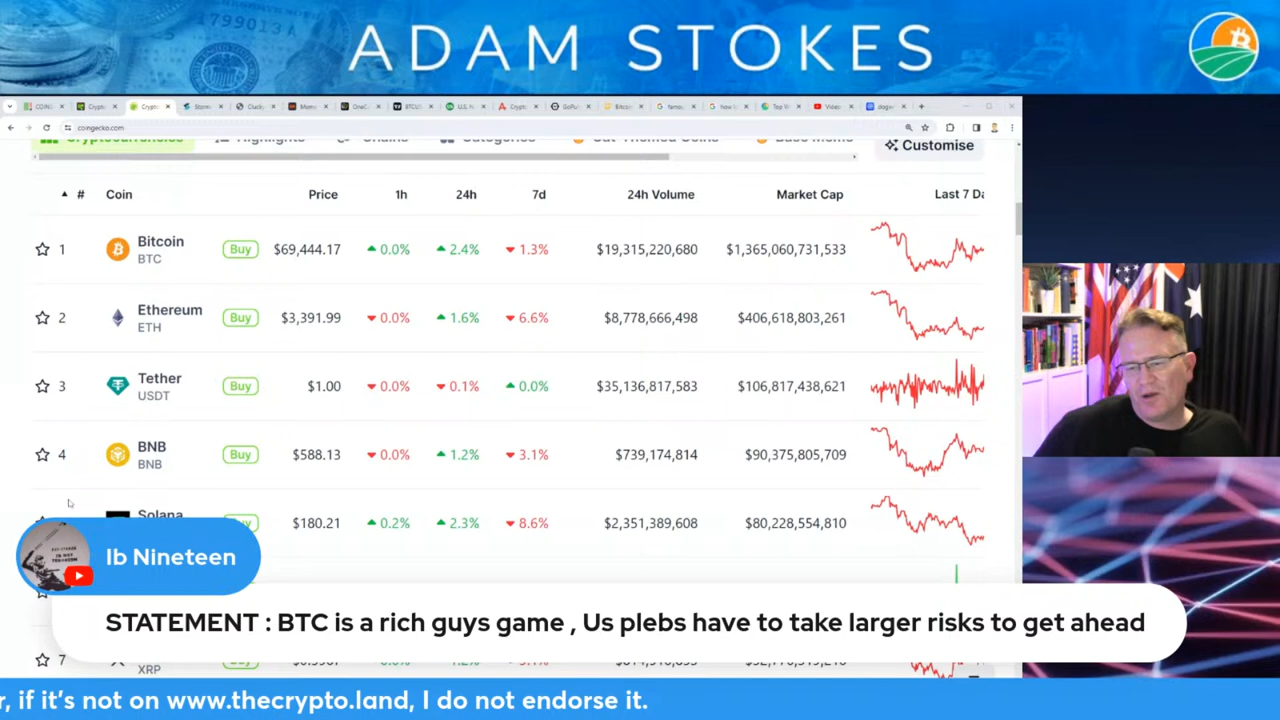 ADAM STOKES
coingecko.com
Customise
# Coin Price 1h 24h 7d 24h Volume Market Cap Last 7 Da
1 Bitcoin BTC Buy $69,444.17 0.0% 2.4% 1.3% $19,315,220,680 $1,365,060,731,533
2 Ethereum ETH Buy $3,391.99 0.0% 1.6% 6.6% $8,778,666,498 $406,618,803,261
3 Tether USDT Buy $1.00 0.0% 0.1% 0.0% $35,136,817,583 $106,817,438,621
4 BNB BNB Buy $588.13 0.0% 1.2% 3.1% $739,174,814 $90,375,805,709
Solana $180.21 0.2% 2.3% 8.6% $2,351,389,608 $80,228,554,810
Ib Nineteen
STATEMENT : BTC is a rich guys game , Us plebs have to take larger risks to get ahead
7 XRP
, if it's not on www.thecrypto.land, I do not endorse it.